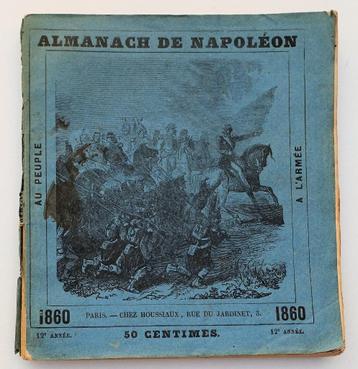 ALMANACH DE NAPOLÉON
AU PEUPLE
A L'ARMÉE
1860
PARIS. — CHEZ HOUSSIAUX, RUE DU JARDINET, 3.
1860
12e ANNÉE.
50 CENTIMES.
12e ANNÉE.